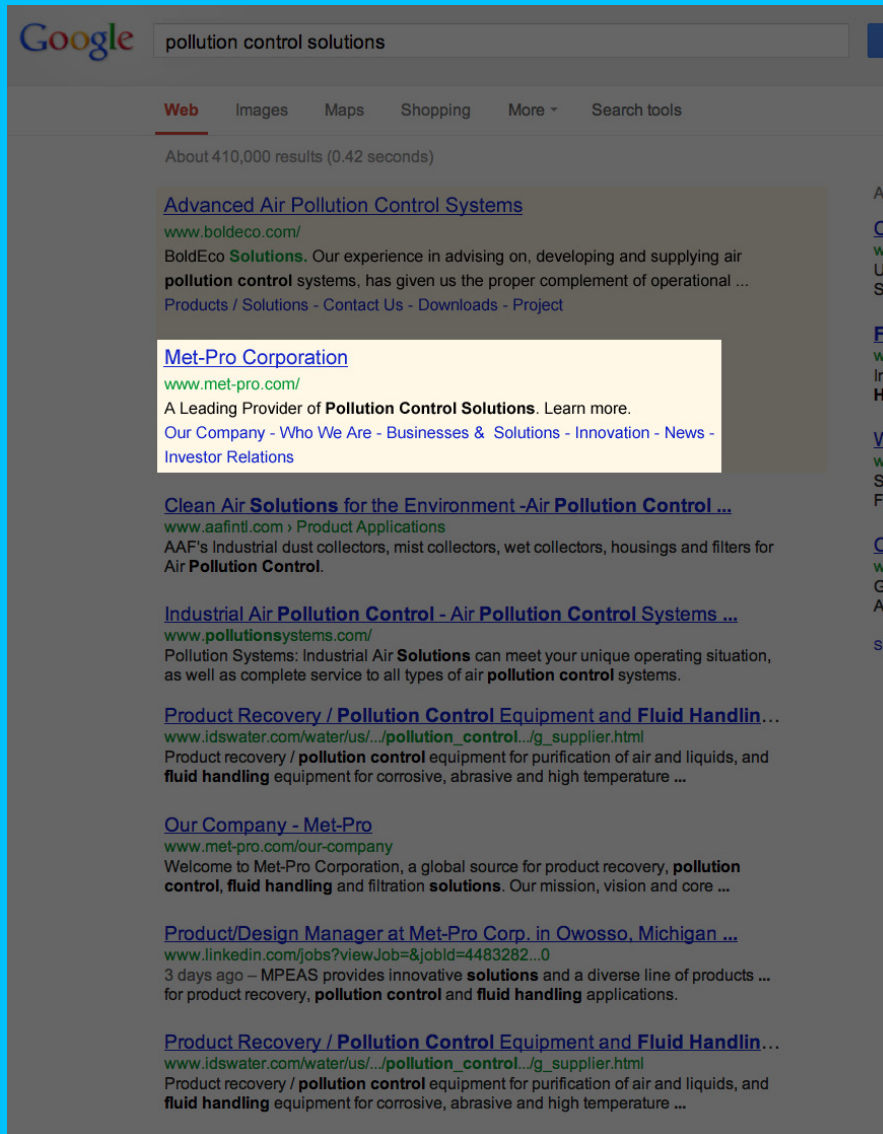 Google pollution control solutions
Web Images Maps Shopping More Search tools
About 410,000 results (0.42 seconds)
Advanced Air Pollution Control Systems
www.boldeco.com/
BoldEco Solutions. Our experience in advising on, developing and supplying air
pollution control systems, has given us the proper complement of operational ...
Products / Solutions - Contact Us - Downloads - Project
Met-Pro Corporation
www.met-pro.com/
A Leading Provider of Pollution Control Solutions. Learn more.
Our Company - Who We Are - Businesses & Solutions - Innovation - News -
Investor Relations
Clean Air Solutions for the Environment -Air Pollution Control ...
www.aafintl.com › Product Applications
AAF's Industrial dust collectors, mist collectors, wet collectors, housings and filters for
Air Pollution Control.
Industrial Air Pollution Control - Air Pollution Control Systems ...
www.pollutionsystems.com/
Pollution Systems: Industrial Air Solutions can meet your unique operating situation,
as well as complete service to all types of air pollution control systems.
Product Recovery / Pollution Control Equipment and Fluid Handlin...
www.idswater.com/water/us/.../pollution_control.../g_supplier.html
Product recovery / pollution control equipment for purification of air and liquids, and
fluid handling equipment for corrosive, abrasive and high temperature ...
Our Company - Met-Pro
www.met-pro.com/our-company
Welcome to Met-Pro Corporation, a global source for product recovery, pollution
control, fluid handling and filtration solutions. Our mission, vision and core ...
Product/Design Manager at Met-Pro Corp. in Owosso, Michigan ...
www.linkedin.com/jobs?viewJob=&jobId=4483282...0
3 days ago – MPEAS provides innovative solutions and a diverse line of products ...
for product recovery, pollution control and fluid handling applications.
Product Recovery / Pollution Control Equipment and Fluid Handlin...
www.idswater.com/water/us/.../pollution_control.../g_supplier.html
Product recovery / pollution control equipment for purification of air and liquids, and
fluid handling equipment for corrosive, abrasive and high temperature ...